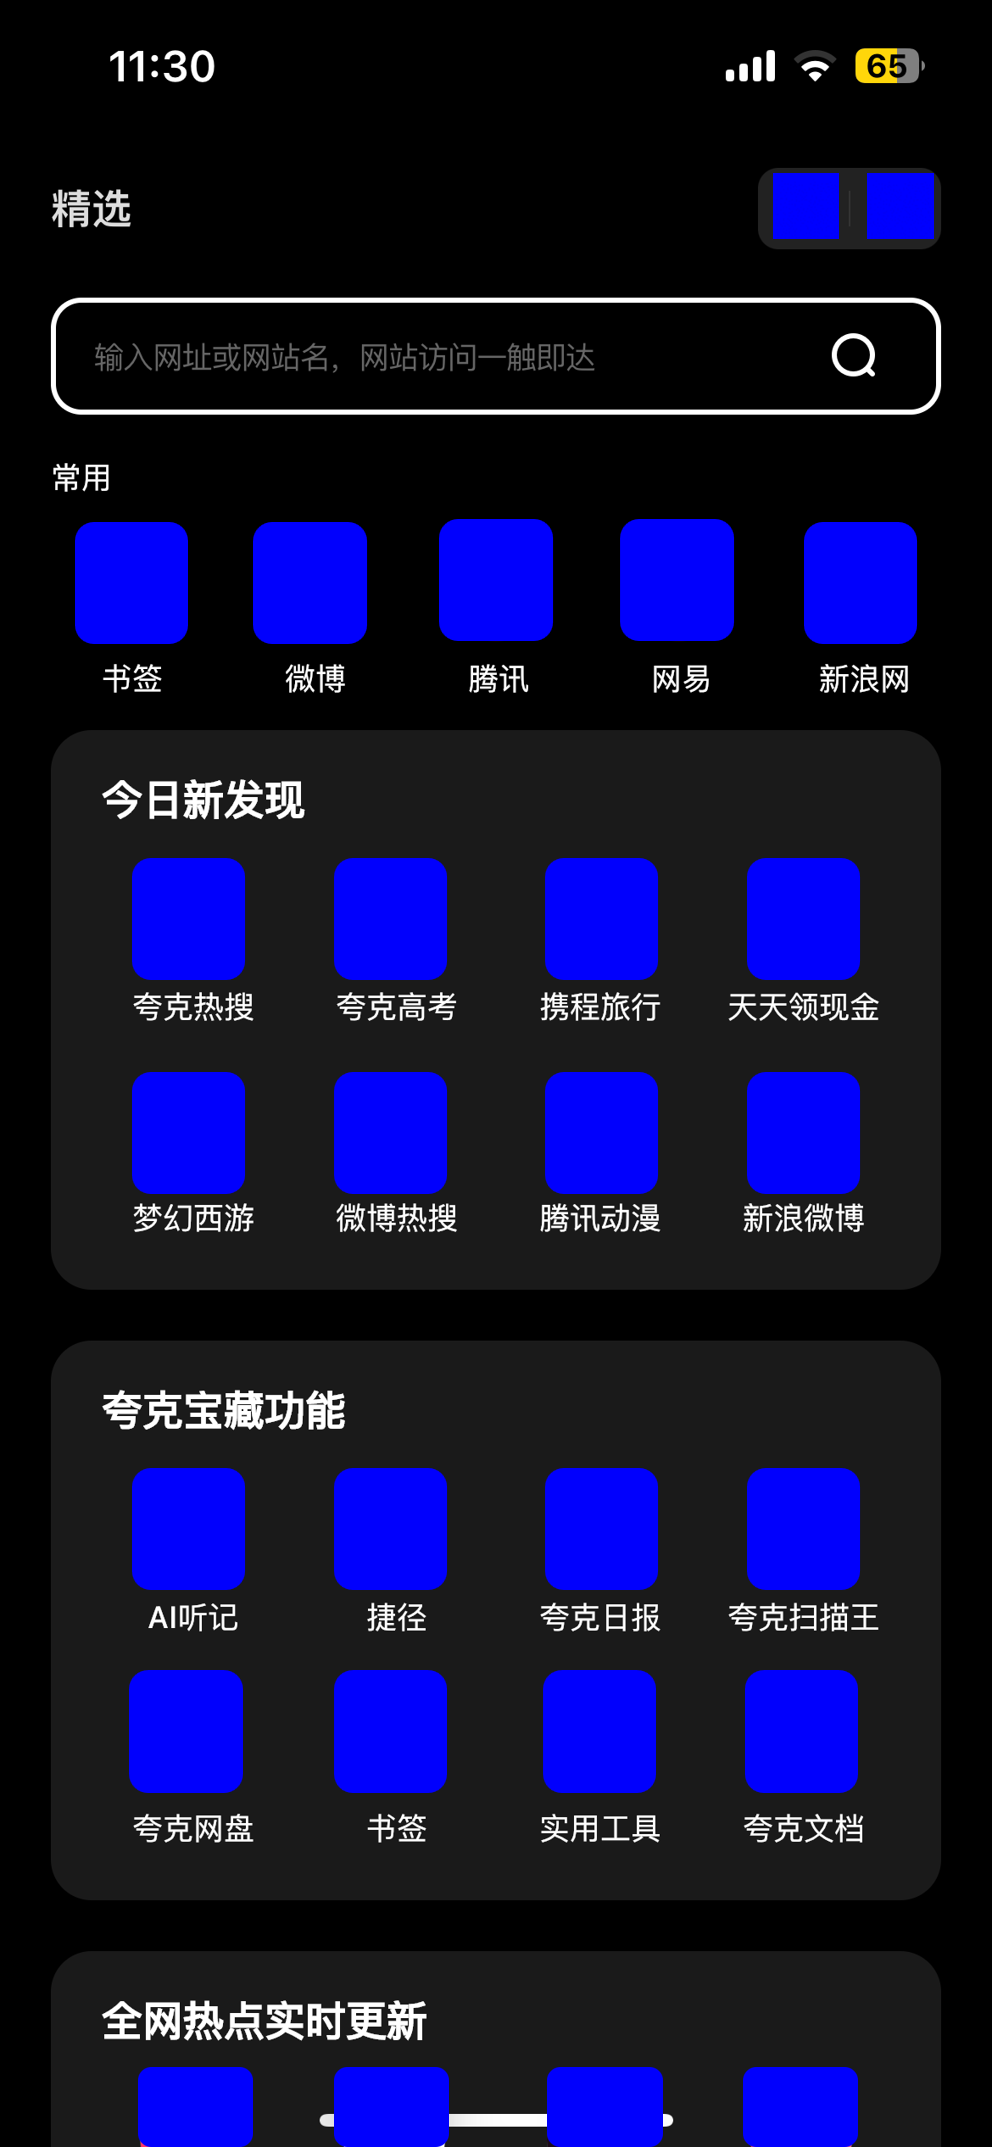 11:30
65
精选
输入网址或网站名，网站访问一触即达
常用
书签 微博 腾讯 网易 新浪网
今日新发现
夸克热搜 夸克高考 携程旅行 天天领现金
梦幻西游 微博热搜 腾讯动漫 新浪微博
夸克宝藏功能
AI听记 捷径 夸克日报 夸克扫描王
夸克网盘 书签 实用工具 夸克文档
全网热点实时更新